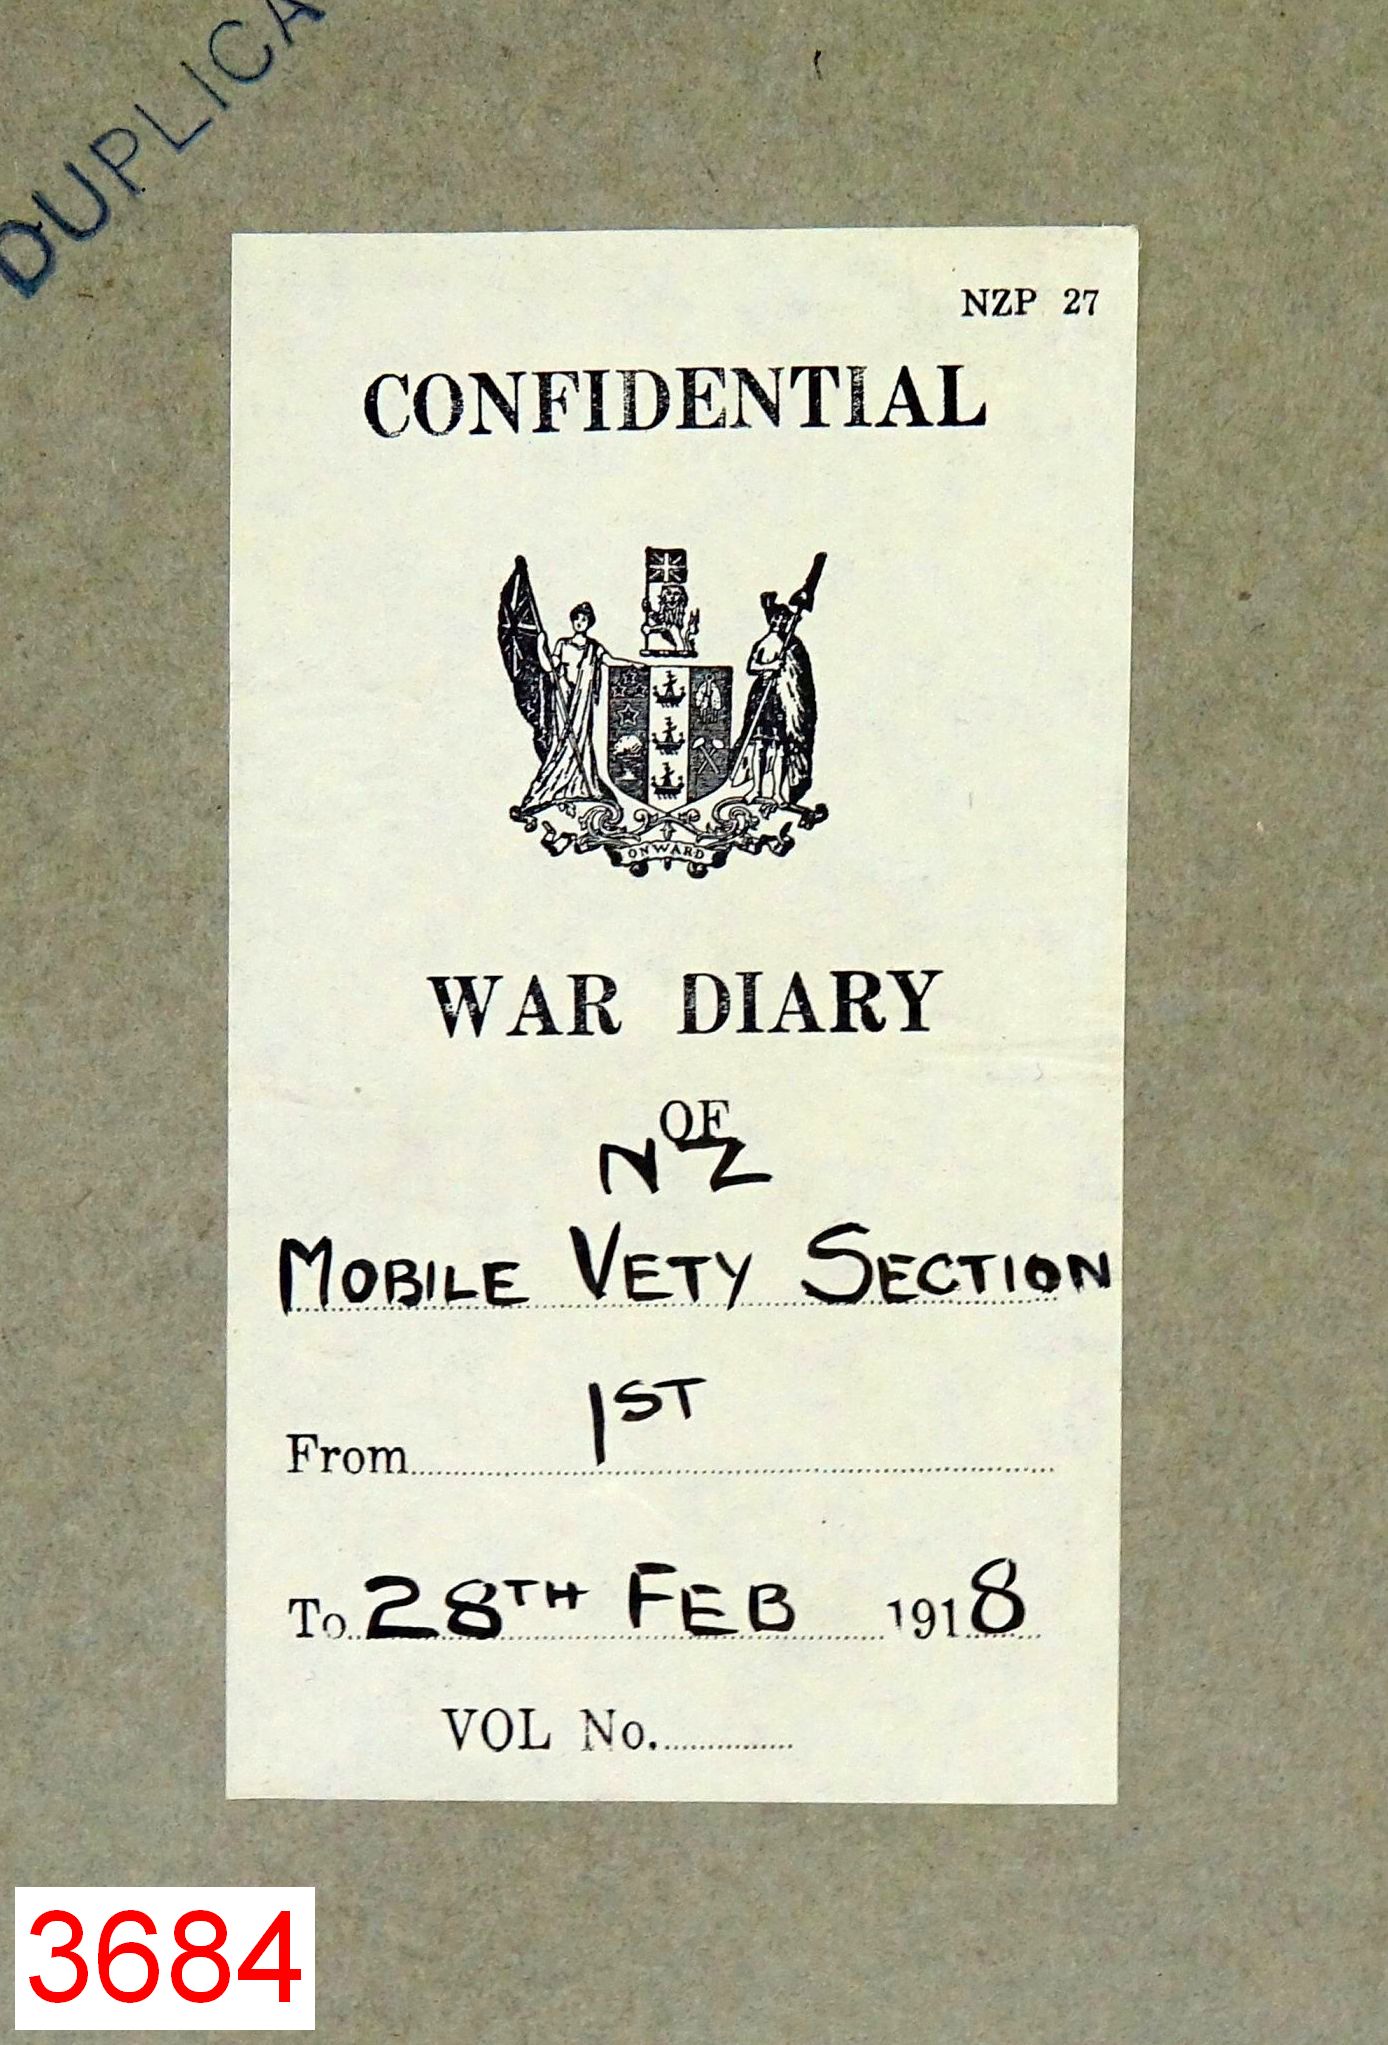 DUPLICA
NZP 27
CONFIDENTIAL
ONWARD
WAR DIARY
OF
NZ
MOBILE VETY SECTION
From 1ST
To 28TH FEB 1918
VOL No.
3684